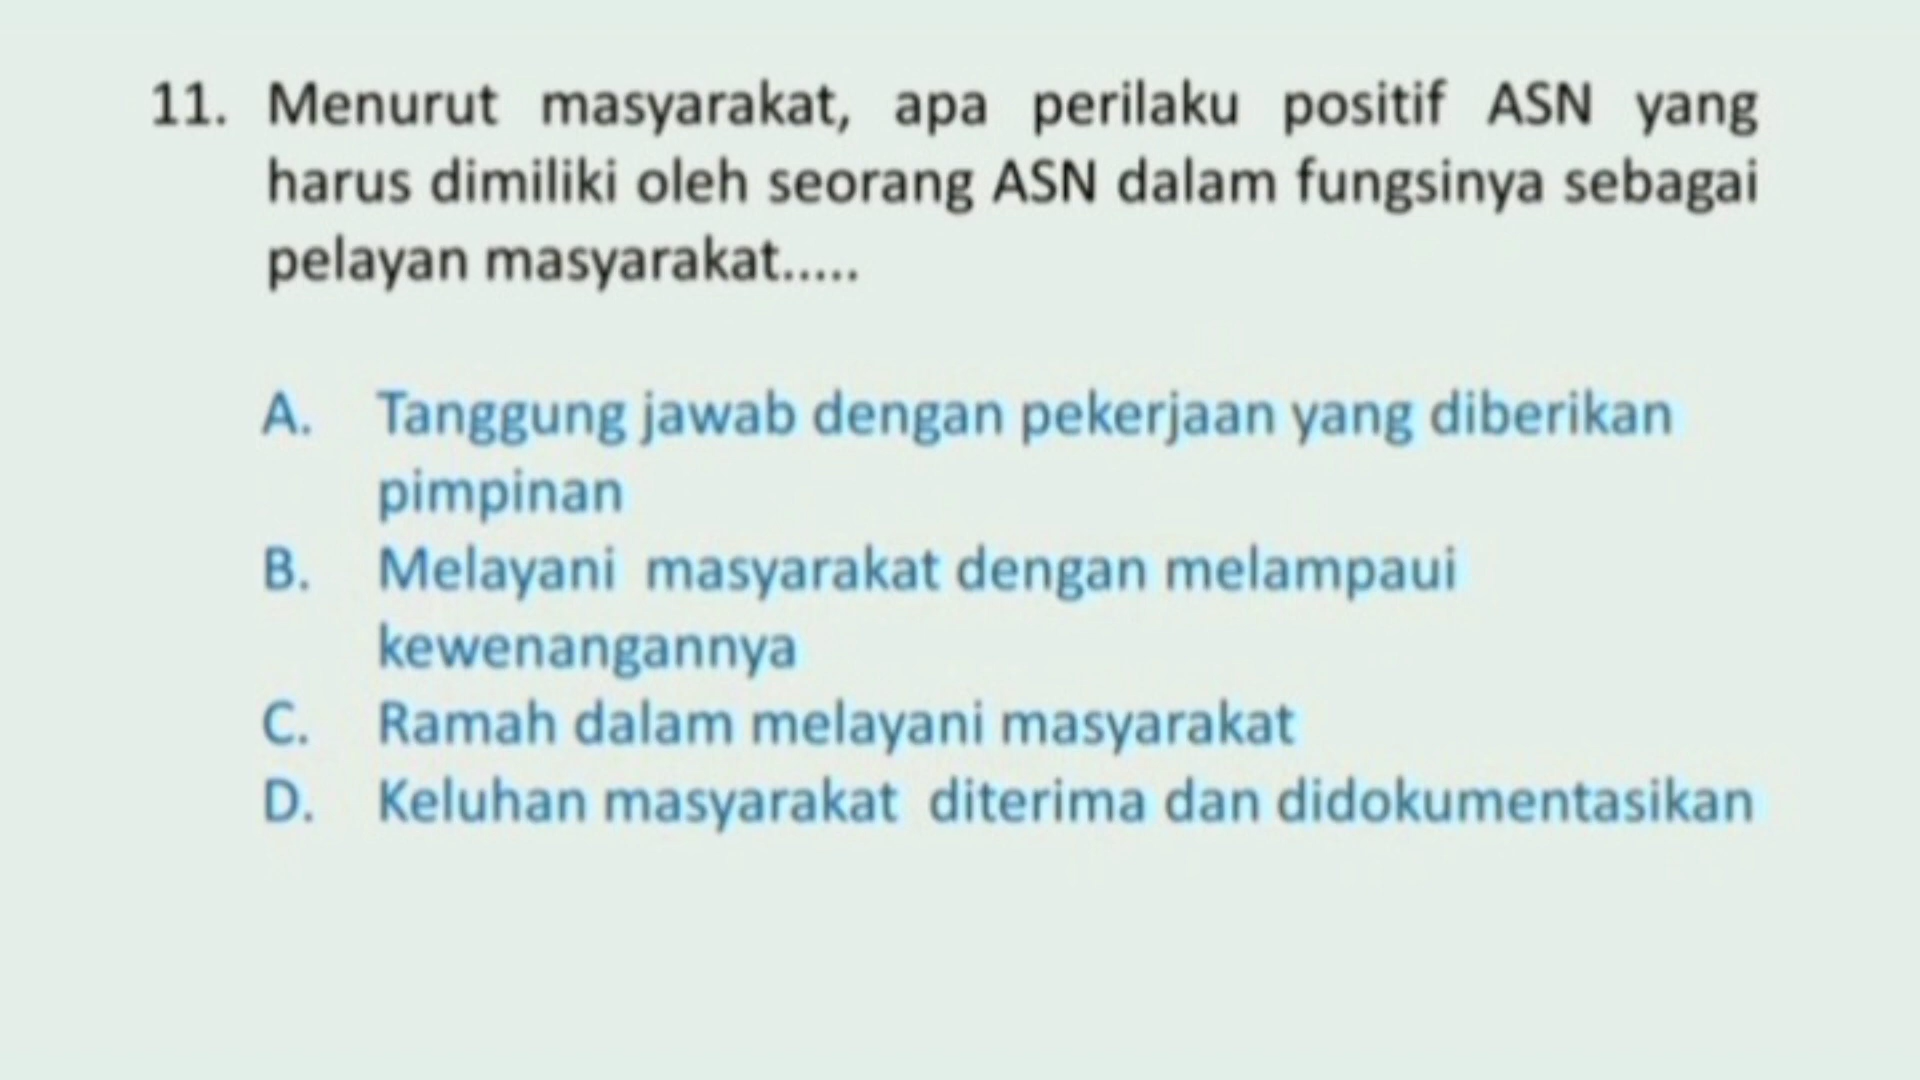 11. Menurut masyarakat, apa perilaku positif ASN yang
harus dimiliki oleh seorang ASN dalam fungsinya sebagai
pelayan masyarakat.....
A. Tanggung jawab dengan pekerjaan yang diberikan
pimpinan
B. Melayani masyarakat dengan melampaui
kewenangannya
C. Ramah dalam melayani masyarakat
D. Keluhan masyarakat diterima dan didokumentasikan